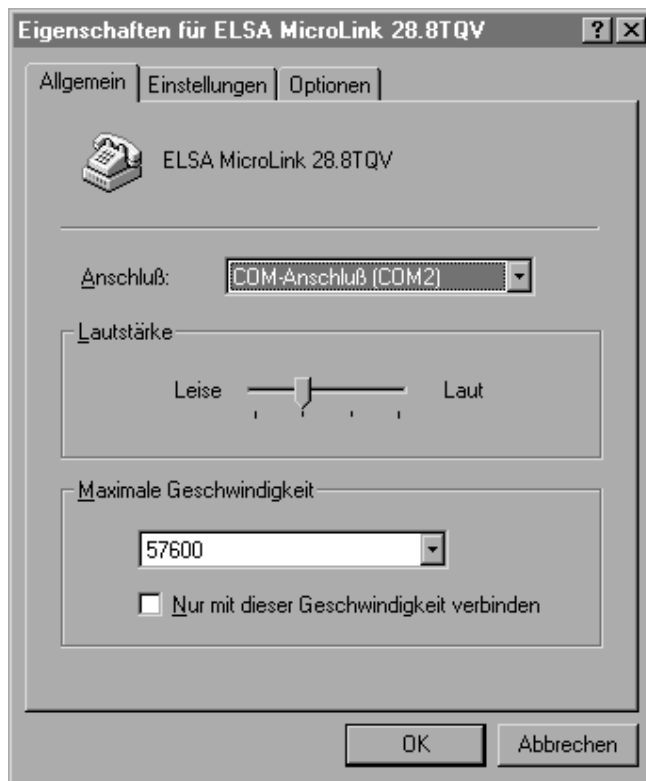 Eigenschaften für ELSA MicroLink 28.8TQV
Allgemein Einstellungen Optionen
ELSA MicroLink 28.8TQV
Anschluß: COM-Anschluß (COM2)
Lautstärke
Leise Laut
Maximale Geschwindigkeit
57600
Nur mit dieser Geschwindigkeit verbinden
OK Abbrechen